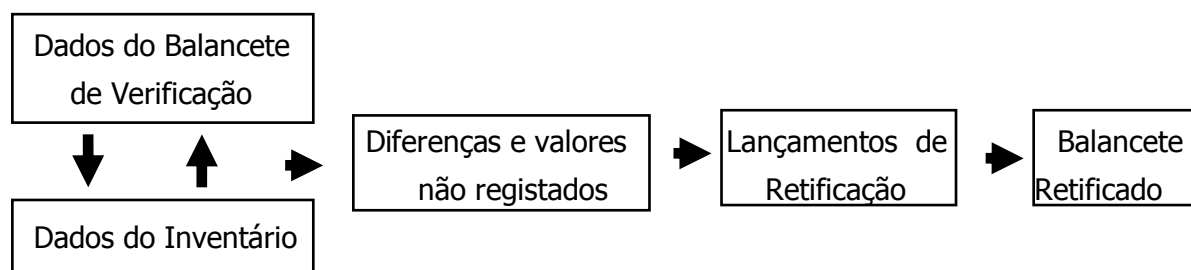 Dados do Balancete
de Verificação
Dados do Inventário
Diferenças e valores
não registados
Lançamentos de
Retificação
Balancete
Retificado